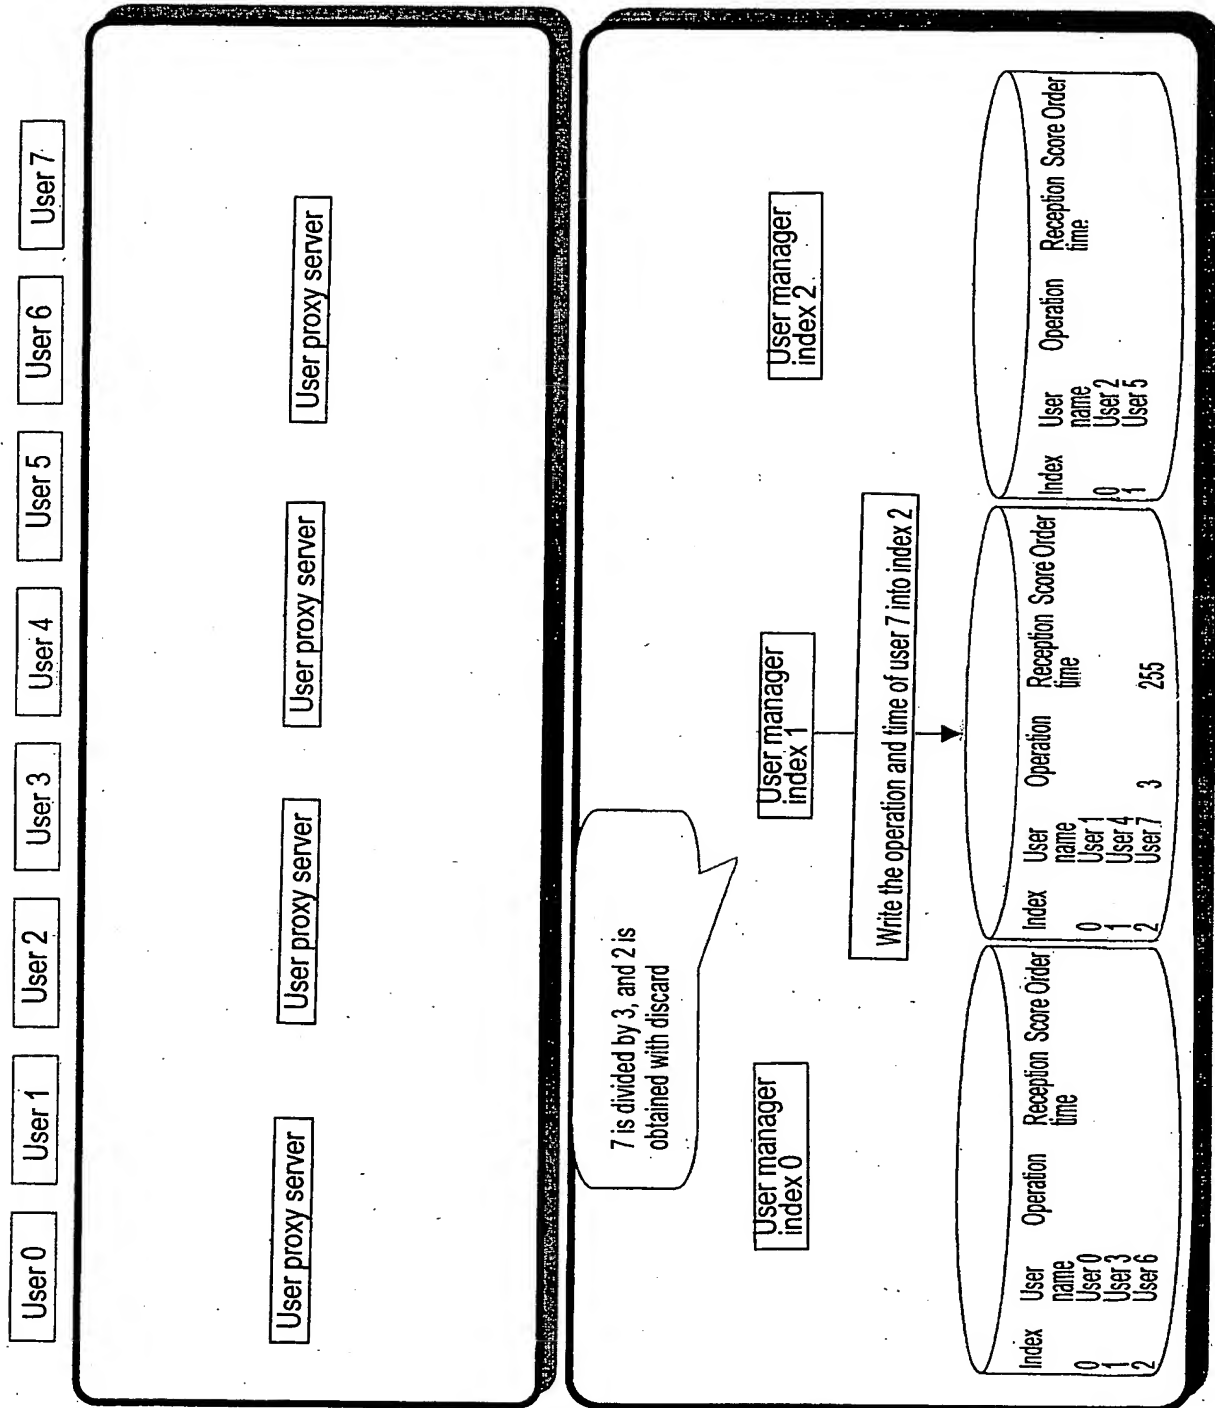 User 0
User 1
User 2
User 3
User 4
User 5
User 6
User 7
User proxy server
User proxy server
User proxy server
User proxy server
7 is divided by 3, and 2 is
obtained with discard
User manager
index 0
User manager
index 1
User manager
index 2
Write the operation and time of user 7 into index 2
Index User Operation Reception Score Order
name time
0 User 0
1 User 3
2 User 6
Index User Operation Reception Score Order
name time
0 User 1
1 User 4
2 User 7 3 255
Index User Operation Reception Score Order
name time
0 User 2
1 User 5